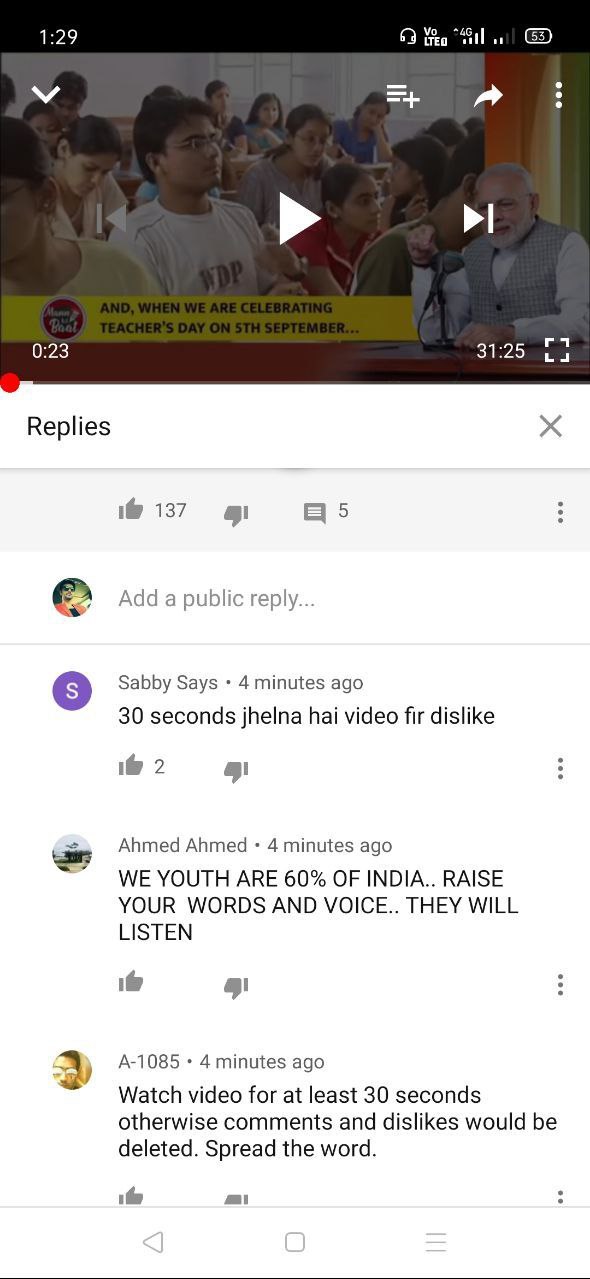 1:29
Vo
LTE
4G
53
WDP
Mann
Baat
AND, WHEN WE ARE CELEBRATING
TEACHER'S DAY ON 5TH SEPTEMBER...
0:23
31:25
Replies
137
5
Add a public reply...
S
Sabby Says • 4 minutes ago
30 seconds jhelna hai video fir dislike
2
Ahmed Ahmed • 4 minutes ago
WE YOUTH ARE 60% OF INDIA.. RAISE
YOUR WORDS AND VOICE.. THEY WILL
LISTEN
A-1085 • 4 minutes ago
Watch video for at least 30 seconds
otherwise comments and dislikes would be
deleted. Spread the word.